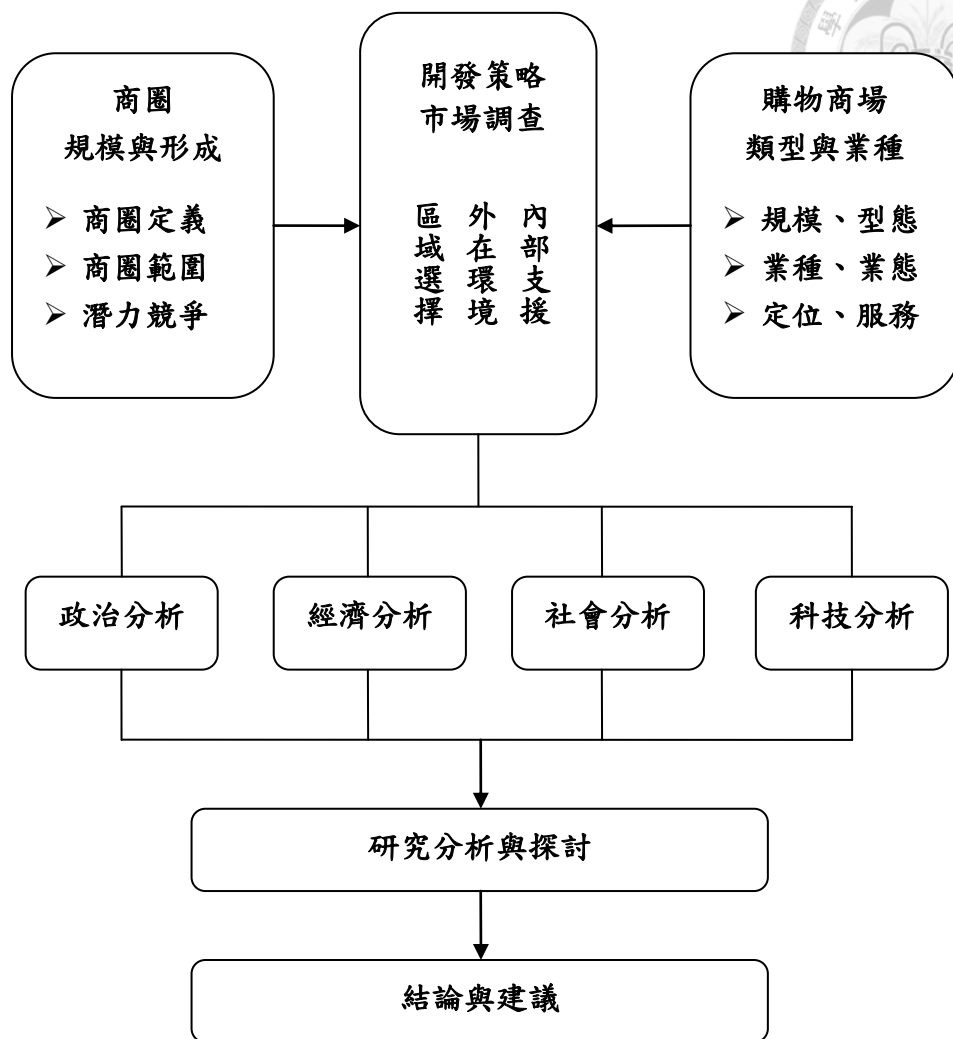 商圈
規模與形成
➢ 商圈定義
➢ 商圈範圍
➢ 潛力競爭
開發策略
市場調查
區域選擇
外在環境
內部支援
購物商場
類型與業種
➢ 規模、型態
➢ 業種、業態
➢ 定位、服務
政治分析
經濟分析
社會分析
科技分析
研究分析與探討
結論與建議